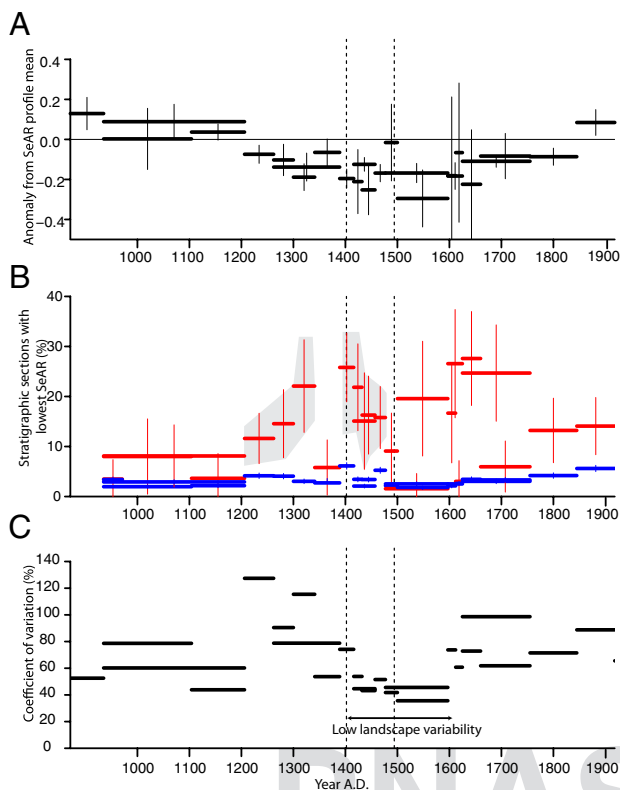 A
Anomaly from SeAR profile mean
0.4
0.2
0.0
−0.2
−0.4
1000 1100 1200 1300 1400 1500 1600 1700 1800 1900
B
Stratigraphic sections with
lowest SeAR (%)
40
30
20
10
0
1000 1100 1200 1300 1400 1500 1600 1700 1800 1900
C
Coefficient of variation (%)
140
120
100
80
60
40
20
0
Low landscape variability
1000 1100 1200 1300 1400 1500 1600 1700 1800 1900
Year A.D.
PNAS